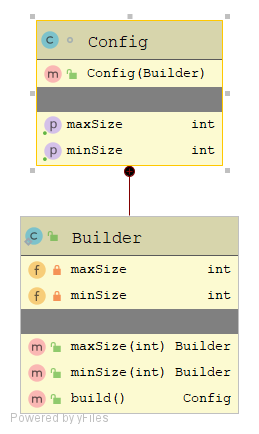 C Config
m Config(Builder)
p maxSize int
p minSize int
C Builder
f maxSize int
f minSize int
m maxSize(int) Builder
m minSize(int) Builder
m build() Config
Powered by yFiles